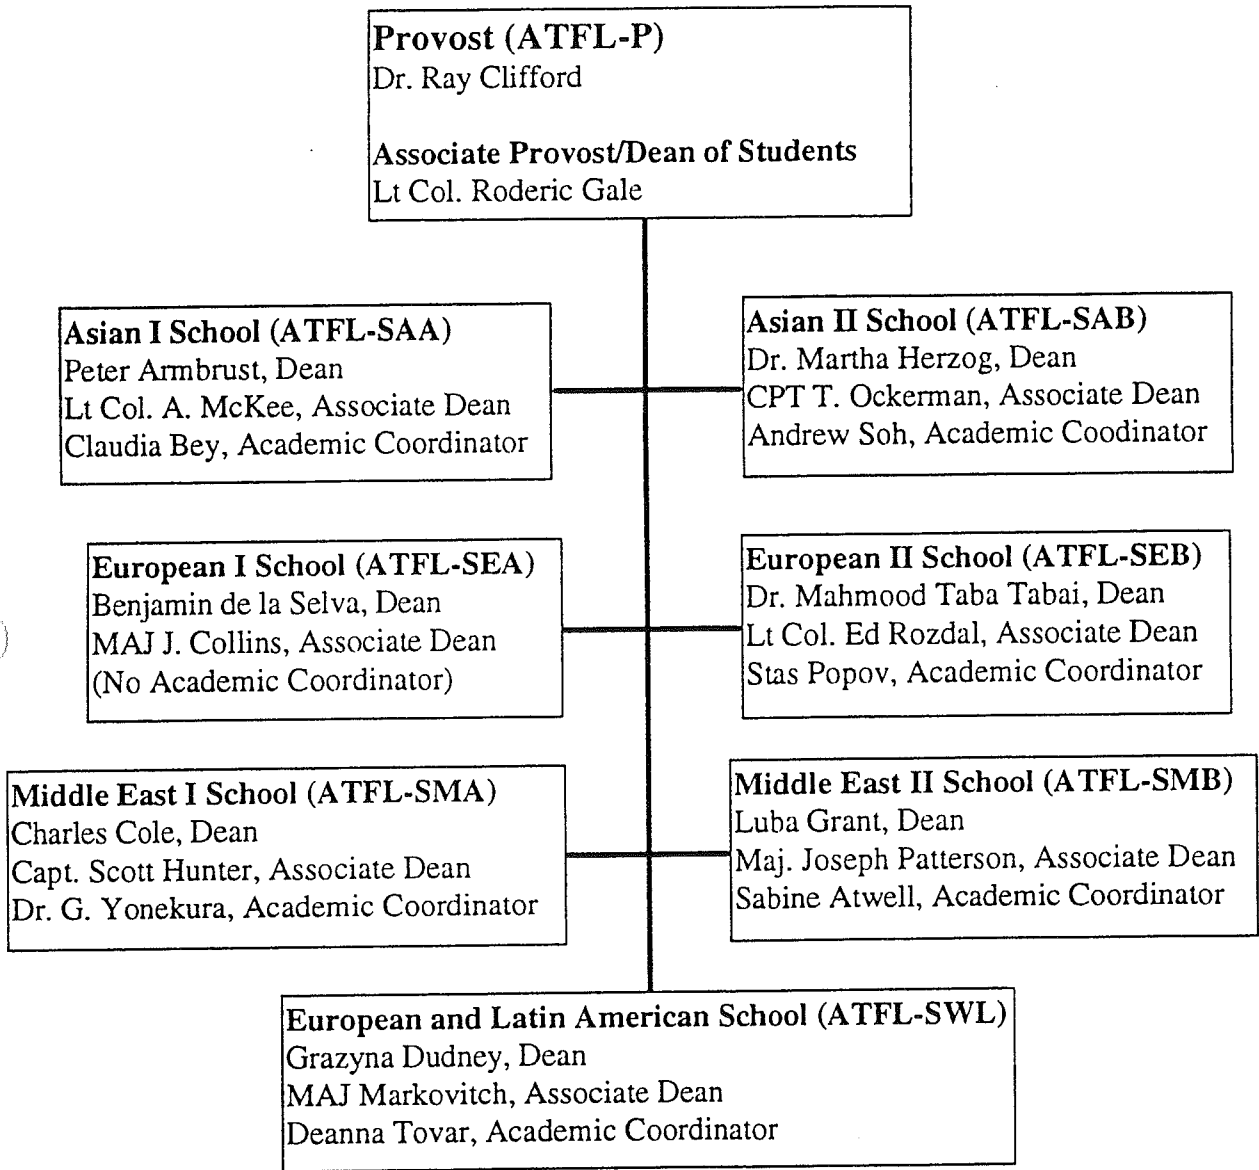 Provost (ATFL-P)
Dr. Ray Clifford
Associate Provost/Dean of Students
Lt Col. Roderic Gale
Asian I School (ATFL-SAA)
Peter Armbrust, Dean
Lt Col. A. McKee, Associate Dean
Claudia Bey, Academic Coordinator
Asian II School (ATFL-SAB)
Dr. Martha Herzog, Dean
CPT T. Ockerman, Associate Dean
Andrew Soh, Academic Coodinator
European I School (ATFL-SEA)
Benjamin de la Selva, Dean
MAJ J. Collins, Associate Dean
(No Academic Coordinator)
European II School (ATFL-SEB)
Dr. Mahmood Taba Tabai, Dean
Lt Col. Ed Rozdal, Associate Dean
Stas Popov, Academic Coordinator
Middle East I School (ATFL-SMA)
Charles Cole, Dean
Capt. Scott Hunter, Associate Dean
Dr. G. Yonekura, Academic Coordinator
Middle East II School (ATFL-SMB)
Luba Grant, Dean
Maj. Joseph Patterson, Associate Dean
Sabine Atwell, Academic Coordinator
European and Latin American School (ATFL-SWL)
Grazyna Dudney, Dean
MAJ Markovitch, Associate Dean
Deanna Tovar, Academic Coordinator